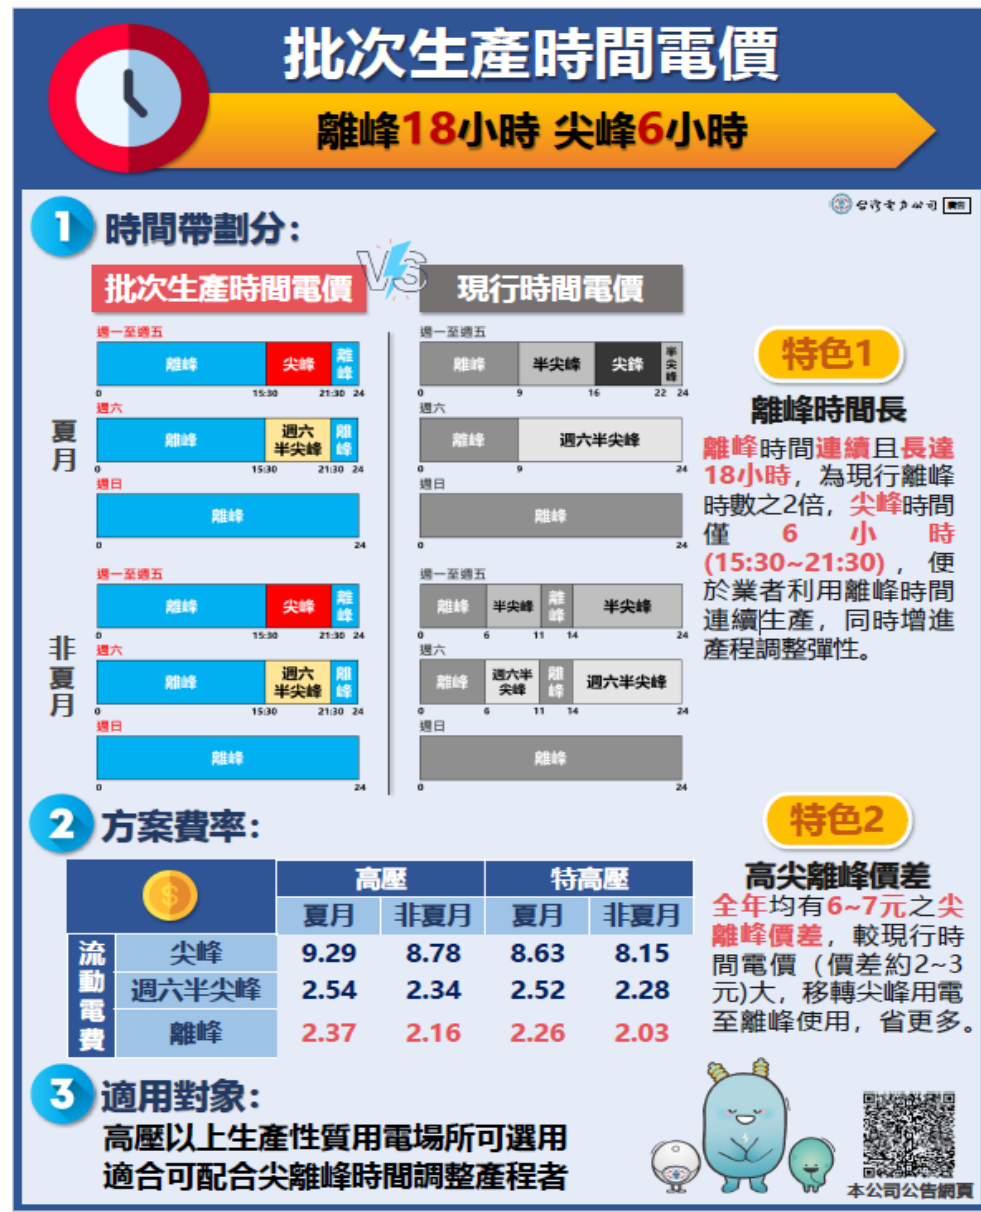 批次生產時間電價
離峰18小時 尖峰6小時
台灣電力公司 廣告
1 時間帶劃分：
批次生產時間電價 VS 現行時間電價
夏月
週一至週五
離峰 尖峰 離峰
0 15:30 21:30 24
週六
離峰 週六半尖峰 離峰
0 15:30 21:30 24
週日
離峰
0 24
週一至週五
離峰 半尖峰 尖鋒 半尖峰
0 9 16 22 24
週六
離峰 週六半尖峰
0 9 24
週日
離峰
0 24
非夏月
週一至週五
離峰 尖峰 離峰
0 15:30 21:30 24
週六
離峰 週六半尖峰 離峰
0 15:30 21:30 24
週日
離峰
0 24
週一至週五
離峰 半尖峰 離峰 半尖峰
0 6 11 14 24
週六
離峰 週六半尖峰 離峰 週六半尖峰
0 6 11 14 24
週日
離峰
0 24
特色1
離峰時間長
離峰時間連續且長達
18小時，為現行離峰
時數之2倍，尖峰時間
僅6小時
(15:30~21:30)，便
於業者利用離峰時間
連續生產，同時增進
產程調整彈性。
2 方案費率：
$
高壓 特高壓
夏月 非夏月 夏月 非夏月
流動電費
尖峰 9.29 8.78 8.63 8.15
週六半尖峰 2.54 2.34 2.52 2.28
離峰 2.37 2.16 2.26 2.03
特色2
高尖離峰價差
全年均有6~7元之尖
離峰價差，較現行時
間電價（價差約2~3
元)大，移轉尖峰用電
至離峰使用，省更多。
3 適用對象：
高壓以上生產性質用電場所可選用
適合可配合尖離峰時間調整產程者
本公司公告網頁